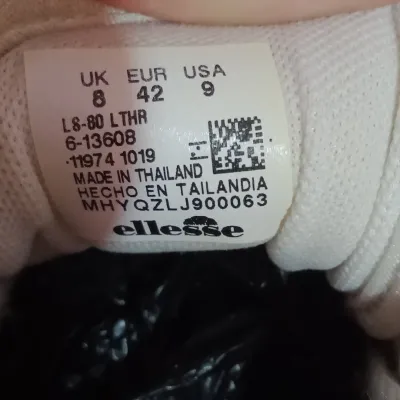 UK EUR USA
8 42 9
LS-80 LTHR
6-13608
11974 1019
MADE IN THAILAND
HECHO EN TAILANDIA
MHYQZLJ900063
ellesse